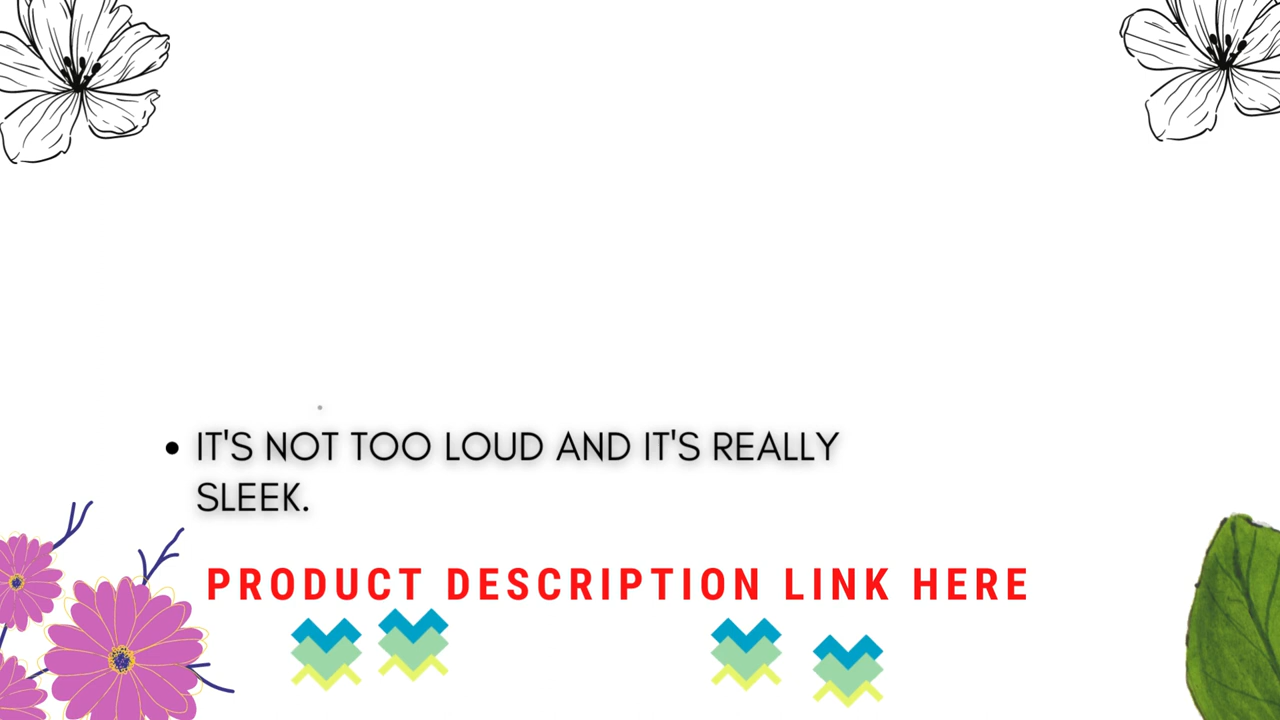 • IT'S NOT TOO LOUD AND IT'S REALLY
SLEEK.
PRODUCT DESCRIPTION LINK HERE